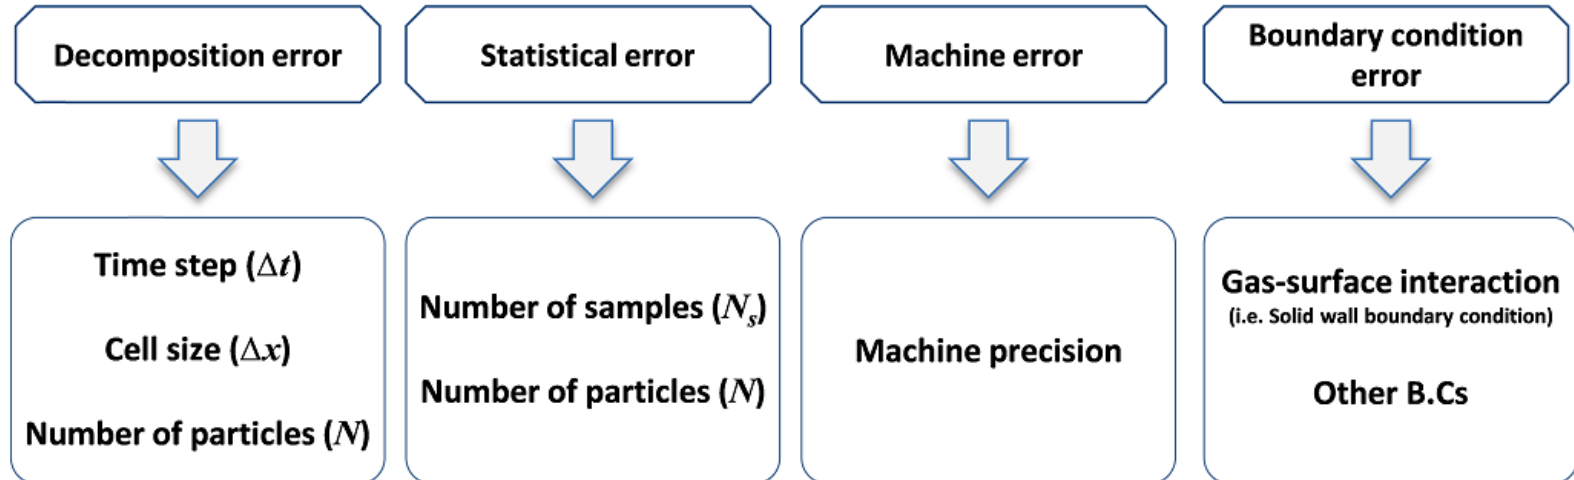 Decomposition error
Statistical error
Machine error
Boundary condition
error
Time step (Δt)
Cell size (Δx)
Number of particles (N)
Number of samples (Nₛ)
Number of particles (N)
Machine precision
Gas-surface interaction
(i.e. Solid wall boundary condition)
Other B.Cs